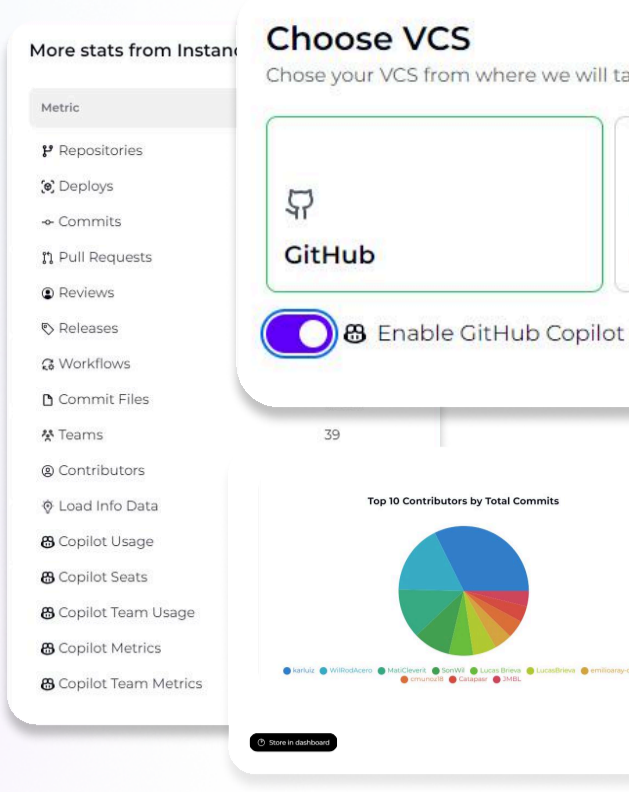 More stats from Instanc
Metric
Repositories
Deploys
Commits
Pull Requests
Reviews
Releases
Workflows
Commit Files
Teams
39
Contributors
Load Info Data
Copilot Usage
Copilot Seats
Copilot Team Usage
Copilot Metrics
Copilot Team Metrics
Choose VCS
Chose your VCS from where we will ta
GitHub
Enable GitHub Copilot
Top 10 Contributors by Total Commits
karluiz WilRodAcero MatiCleverit SonWil Lucas Brieva LucasBrieva emilioaray-c
cmunoz18 Catapaar JMBL
Store in dashboard